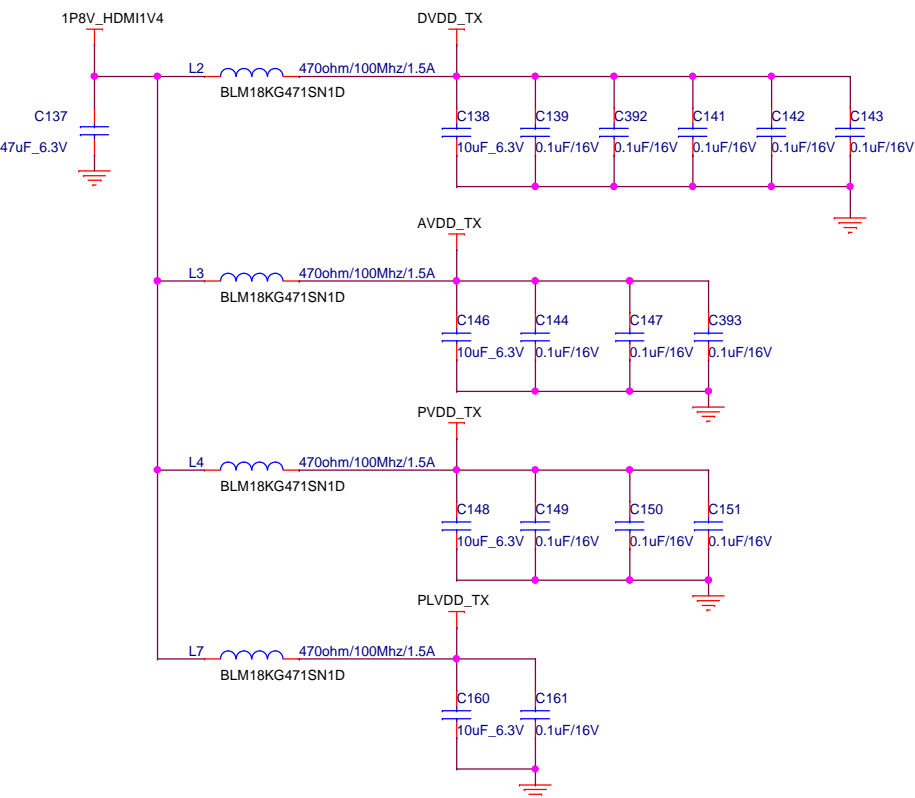 1P8V_HDMI1V4
DVDD_TX
L2
470ohm/100Mhz/1.5A
BLM18KG471SN1D
C137
47uF_6.3V
C138
C139
C392
C141
C142
C143
10uF_6.3V
0.1uF/16V
0.1uF/16V
0.1uF/16V
0.1uF/16V
0.1uF/16V
AVDD_TX
L3
470ohm/100Mhz/1.5A
BLM18KG471SN1D
C146
C144
C147
C393
10uF_6.3V
0.1uF/16V
0.1uF/16V
0.1uF/16V
PVDD_TX
L4
470ohm/100Mhz/1.5A
BLM18KG471SN1D
C148
C149
C150
C151
10uF_6.3V
0.1uF/16V
0.1uF/16V
0.1uF/16V
PLVDD_TX
L7
470ohm/100Mhz/1.5A
BLM18KG471SN1D
C160
C161
10uF_6.3V
0.1uF/16V